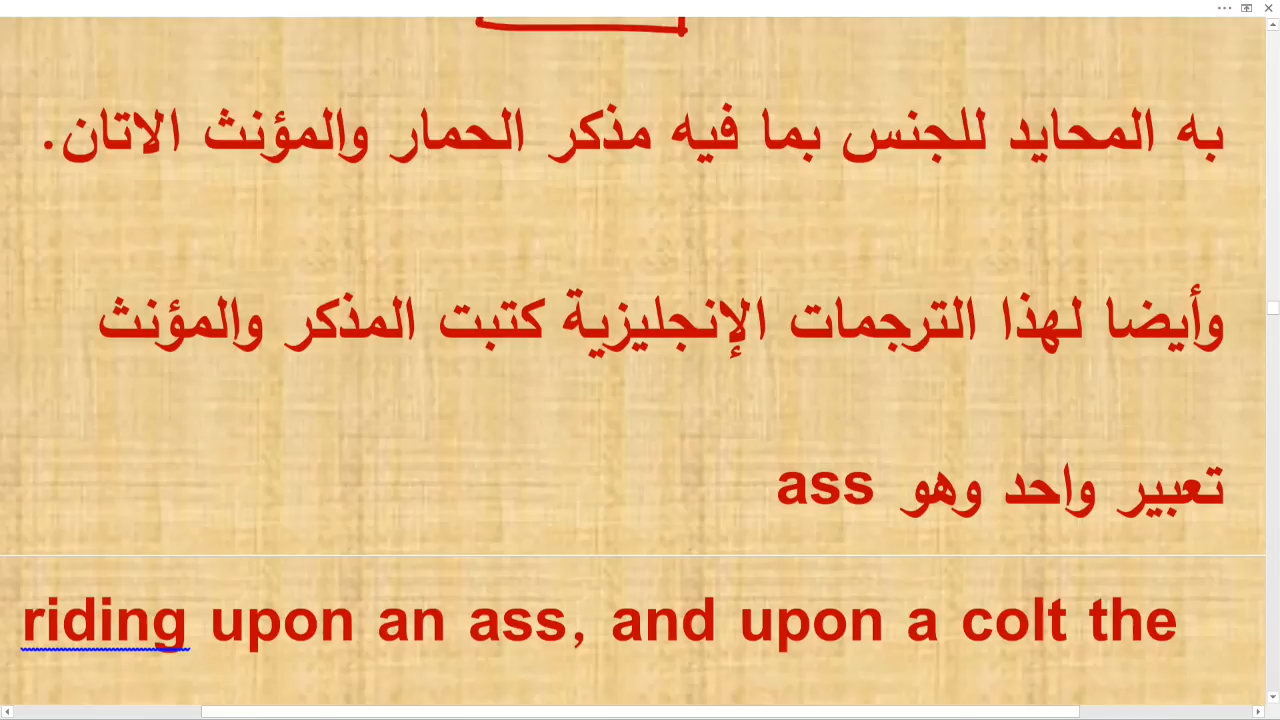 به المحايد للجنس بما فيه مذكر الحمار والمؤنث الاتان.
وأيضا لهذا الترجمات الإنجليزية كتبت المذكر والمؤنث
تعبير واحد وهو ass
riding upon an ass, and upon a colt the